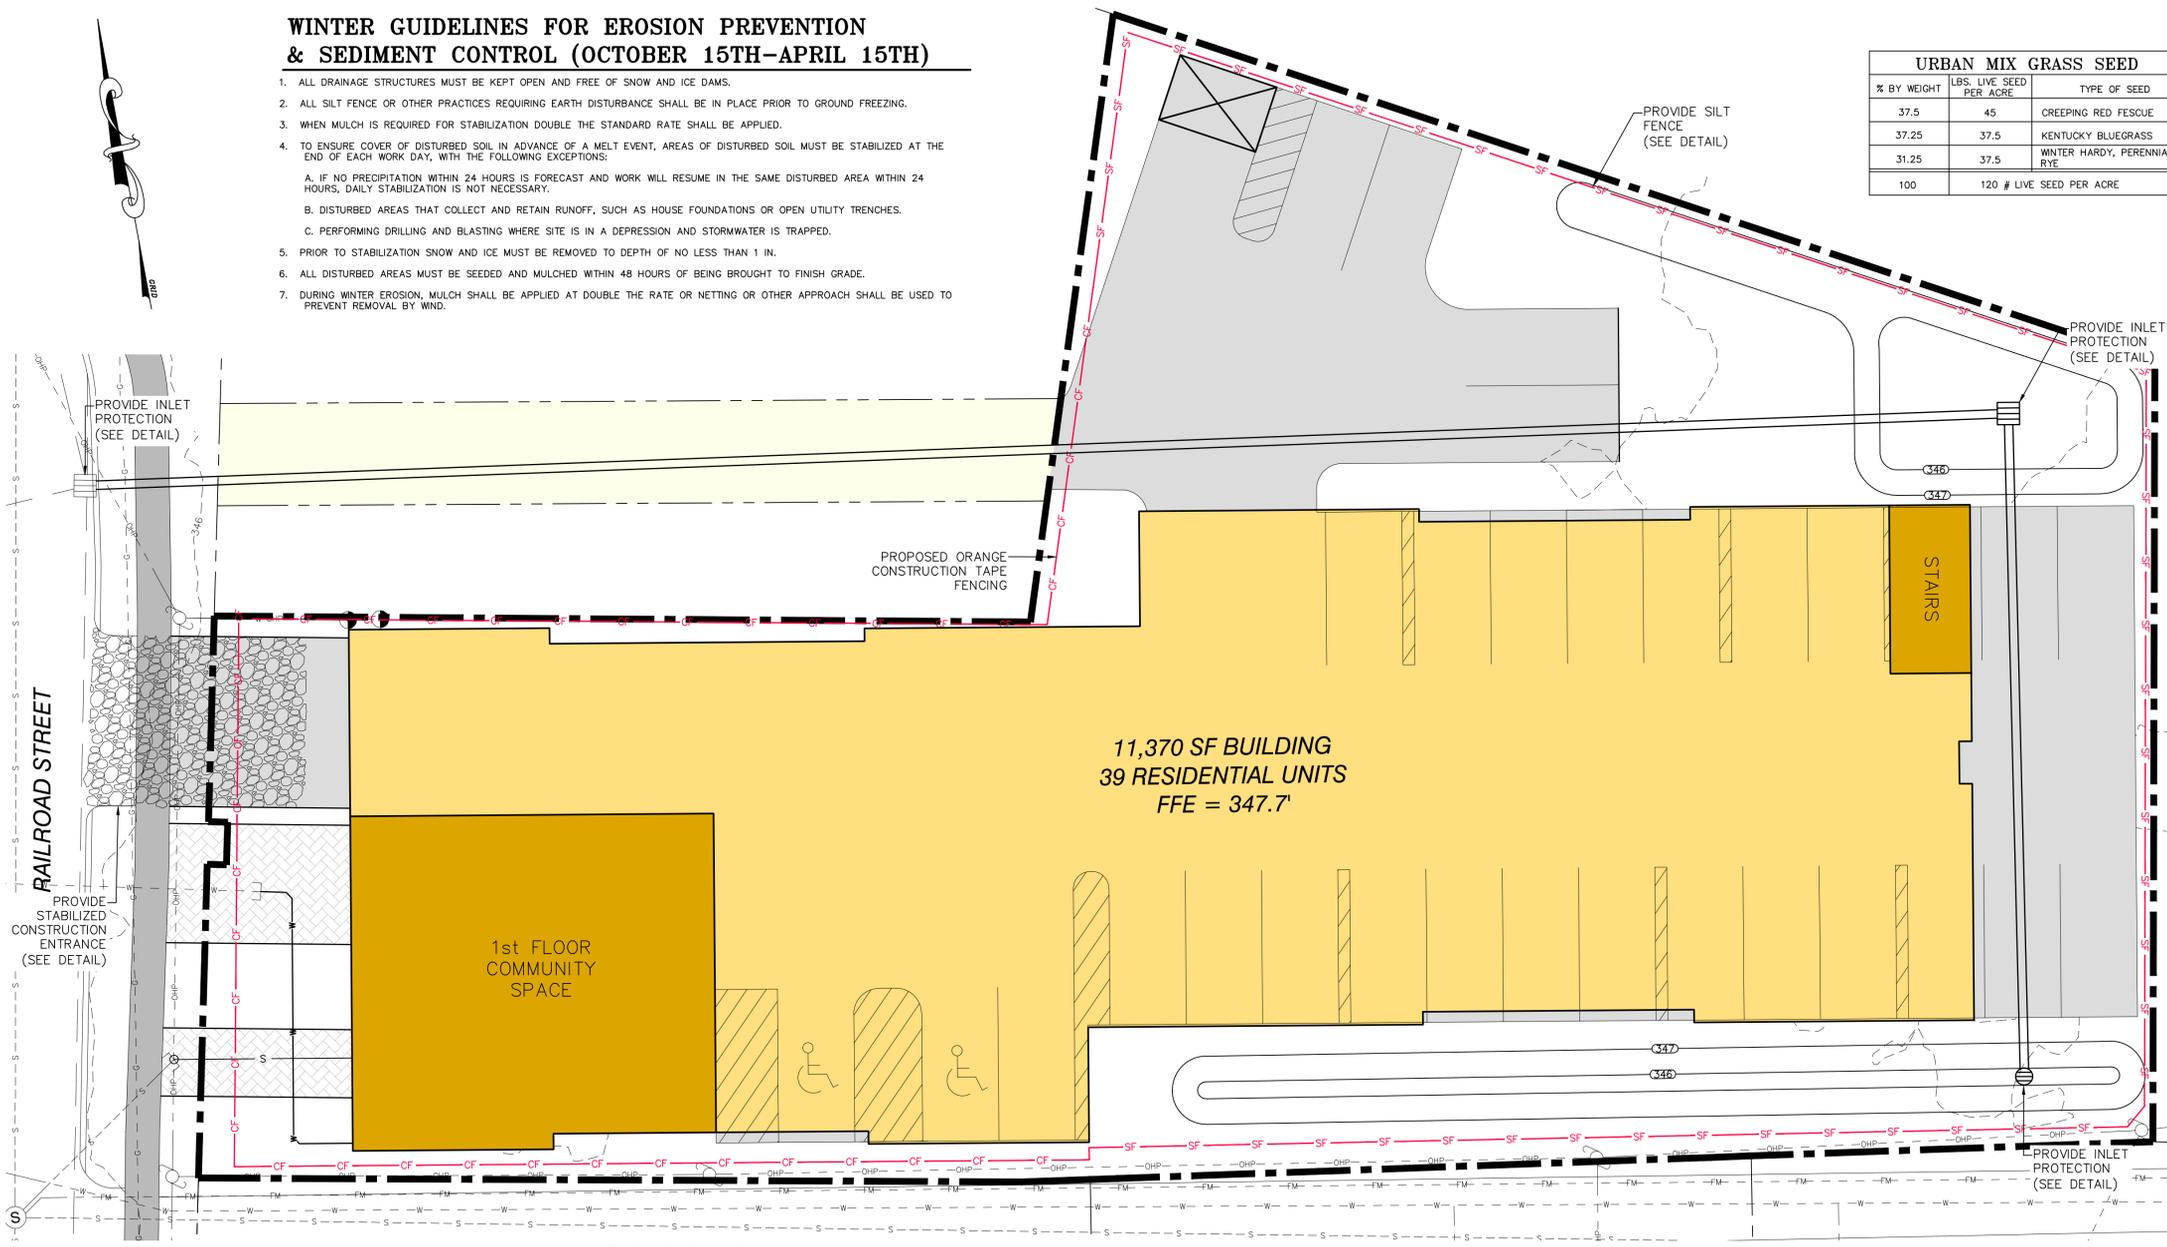 WINTER GUIDELINES FOR EROSION PREVENTION
& SEDIMENT CONTROL (OCTOBER 15TH-APRIL 15TH)
1. ALL DRAINAGE STRUCTURES MUST BE KEPT OPEN AND FREE OF SNOW AND ICE DAMS.
2. ALL SILT FENCE OR OTHER PRACTICES REQUIRING EARTH DISTURBANCE SHALL BE IN PLACE PRIOR TO GROUND FREEZING.
3. WHEN MULCH IS REQUIRED FOR STABILIZATION DOUBLE THE STANDARD RATE SHALL BE APPLIED.
4. TO ENSURE COVER OF DISTURBED SOIL IN ADVANCE OF A MELT EVENT, AREAS OF DISTURBED SOIL MUST BE STABILIZED AT THE
END OF EACH WORK DAY, WITH THE FOLLOWING EXCEPTIONS:
A. IF NO PRECIPITATION WITHIN 24 HOURS IS FORECAST AND WORK WILL RESUME IN THE SAME DISTURBED AREA WITHIN 24
HOURS, DAILY STABILIZATION IS NOT NECESSARY.
B. DISTURBED AREAS THAT COLLECT AND RETAIN RUNOFF, SUCH AS HOUSE FOUNDATIONS OR OPEN UTILITY TRENCHES.
C. PERFORMING DRILLING AND BLASTING WHERE SITE IS IN A DEPRESSION AND STORMWATER IS TRAPPED.
5. PRIOR TO STABILIZATION SNOW AND ICE MUST BE REMOVED TO DEPTH OF NO LESS THAN 1 IN.
6. ALL DISTURBED AREAS MUST BE SEEDED AND MULCHED WITHIN 48 HOURS OF BEING BROUGHT TO FINISH GRADE.
7. DURING WINTER EROSION, MULCH SHALL BE APPLIED AT DOUBLE THE RATE OR NETTING OR OTHER APPROACH SHALL BE USED TO
PREVENT REMOVAL BY WIND.
GRID
URBAN MIX GRASS SEED
% BY WEIGHT LBS. LIVE SEED PER ACRE TYPE OF SEED
37.5 45 CREEPING RED FESCUE
37.25 37.5 KENTUCKY BLUEGRASS
31.25 37.5 WINTER HARDY, PERENNIA
RYE
100 120 # LIVE SEED PER ACRE
PROVIDE SILT
FENCE
(SEE DETAIL)
PROVIDE INLET
PROTECTION
(SEE DETAIL)
PROVIDE INLET
PROTECTION
(SEE DETAIL)
346
347
346
PROPOSED ORANGE
CONSTRUCTION TAPE
FENCING
STAIRS
RAILROAD STREET
11,370 SF BUILDING
39 RESIDENTIAL UNITS
FFE = 347.7'
PROVIDE
STABILIZED
CONSTRUCTION
ENTRANCE
(SEE DETAIL)
1st FLOOR
COMMUNITY
SPACE
347
346
PROVIDE INLET
PROTECTION
(SEE DETAIL)
S